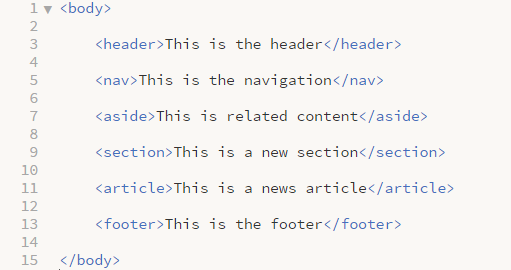 1 <body>
2
3 <header>This is the header</header>
4
5 <nav>This is the navigation</nav>
6
7 <aside>This is related content</aside>
8
9 <section>This is a new section</section>
10
11 <article>This is a news article</article>
12
13 <footer>This is the footer</footer>
14
15 </body>